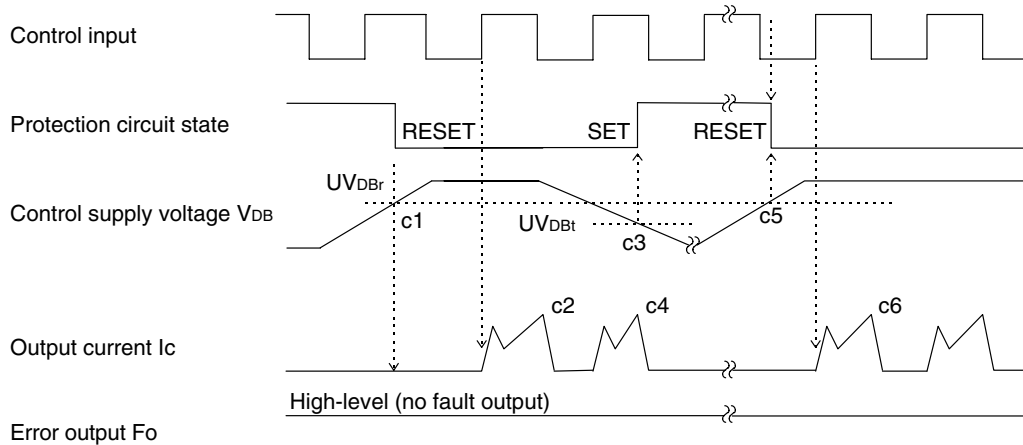 Control input
Protection circuit state
RESET
SET
RESET
UVDBr
Control supply voltage VDB
c1
UVDBt
c3
c5
c2
c4
c6
Output current Ic
High-level (no fault output)
Error output Fo